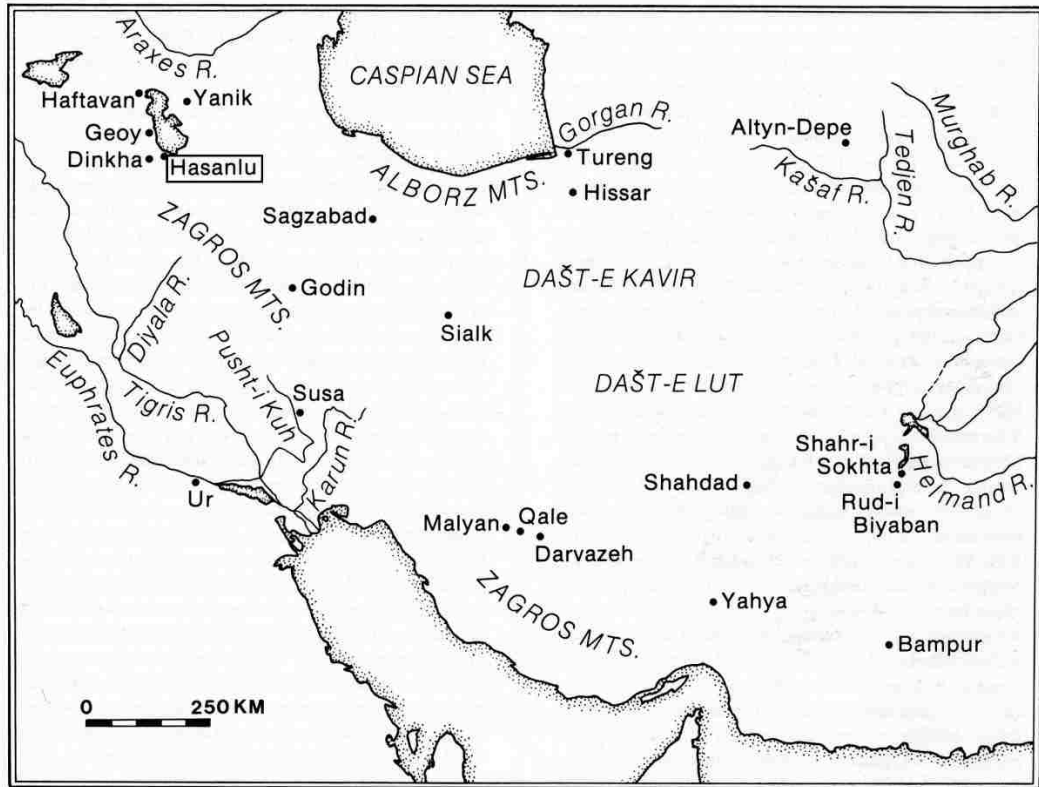 Araxes R.
CASPIAN SEA
Haftavan
Yanik
Geoy
Dinkha
Hasanlu
Gorgan R.
Tureng
ALBORZ MTS.
Hissar
Altyn-Depe
Kašaf R.
Tedjen R.
Murghab R.
Sagzabad
ZAGROS MTS.
Godin
DAŠT-E KAVIR
Sialk
Diyala R.
Pusht-i Kuh
Susa
DAŠT-E LUT
Euphrates R.
Tigris R.
Karun R.
Ur
Shahr-i
Sokhta
Helmand R.
Rud-i
Biyaban
Shahdad
Malyan
Qale
Darvazeh
ZAGROS MTS.
Yahya
Bampur
0 250 KM